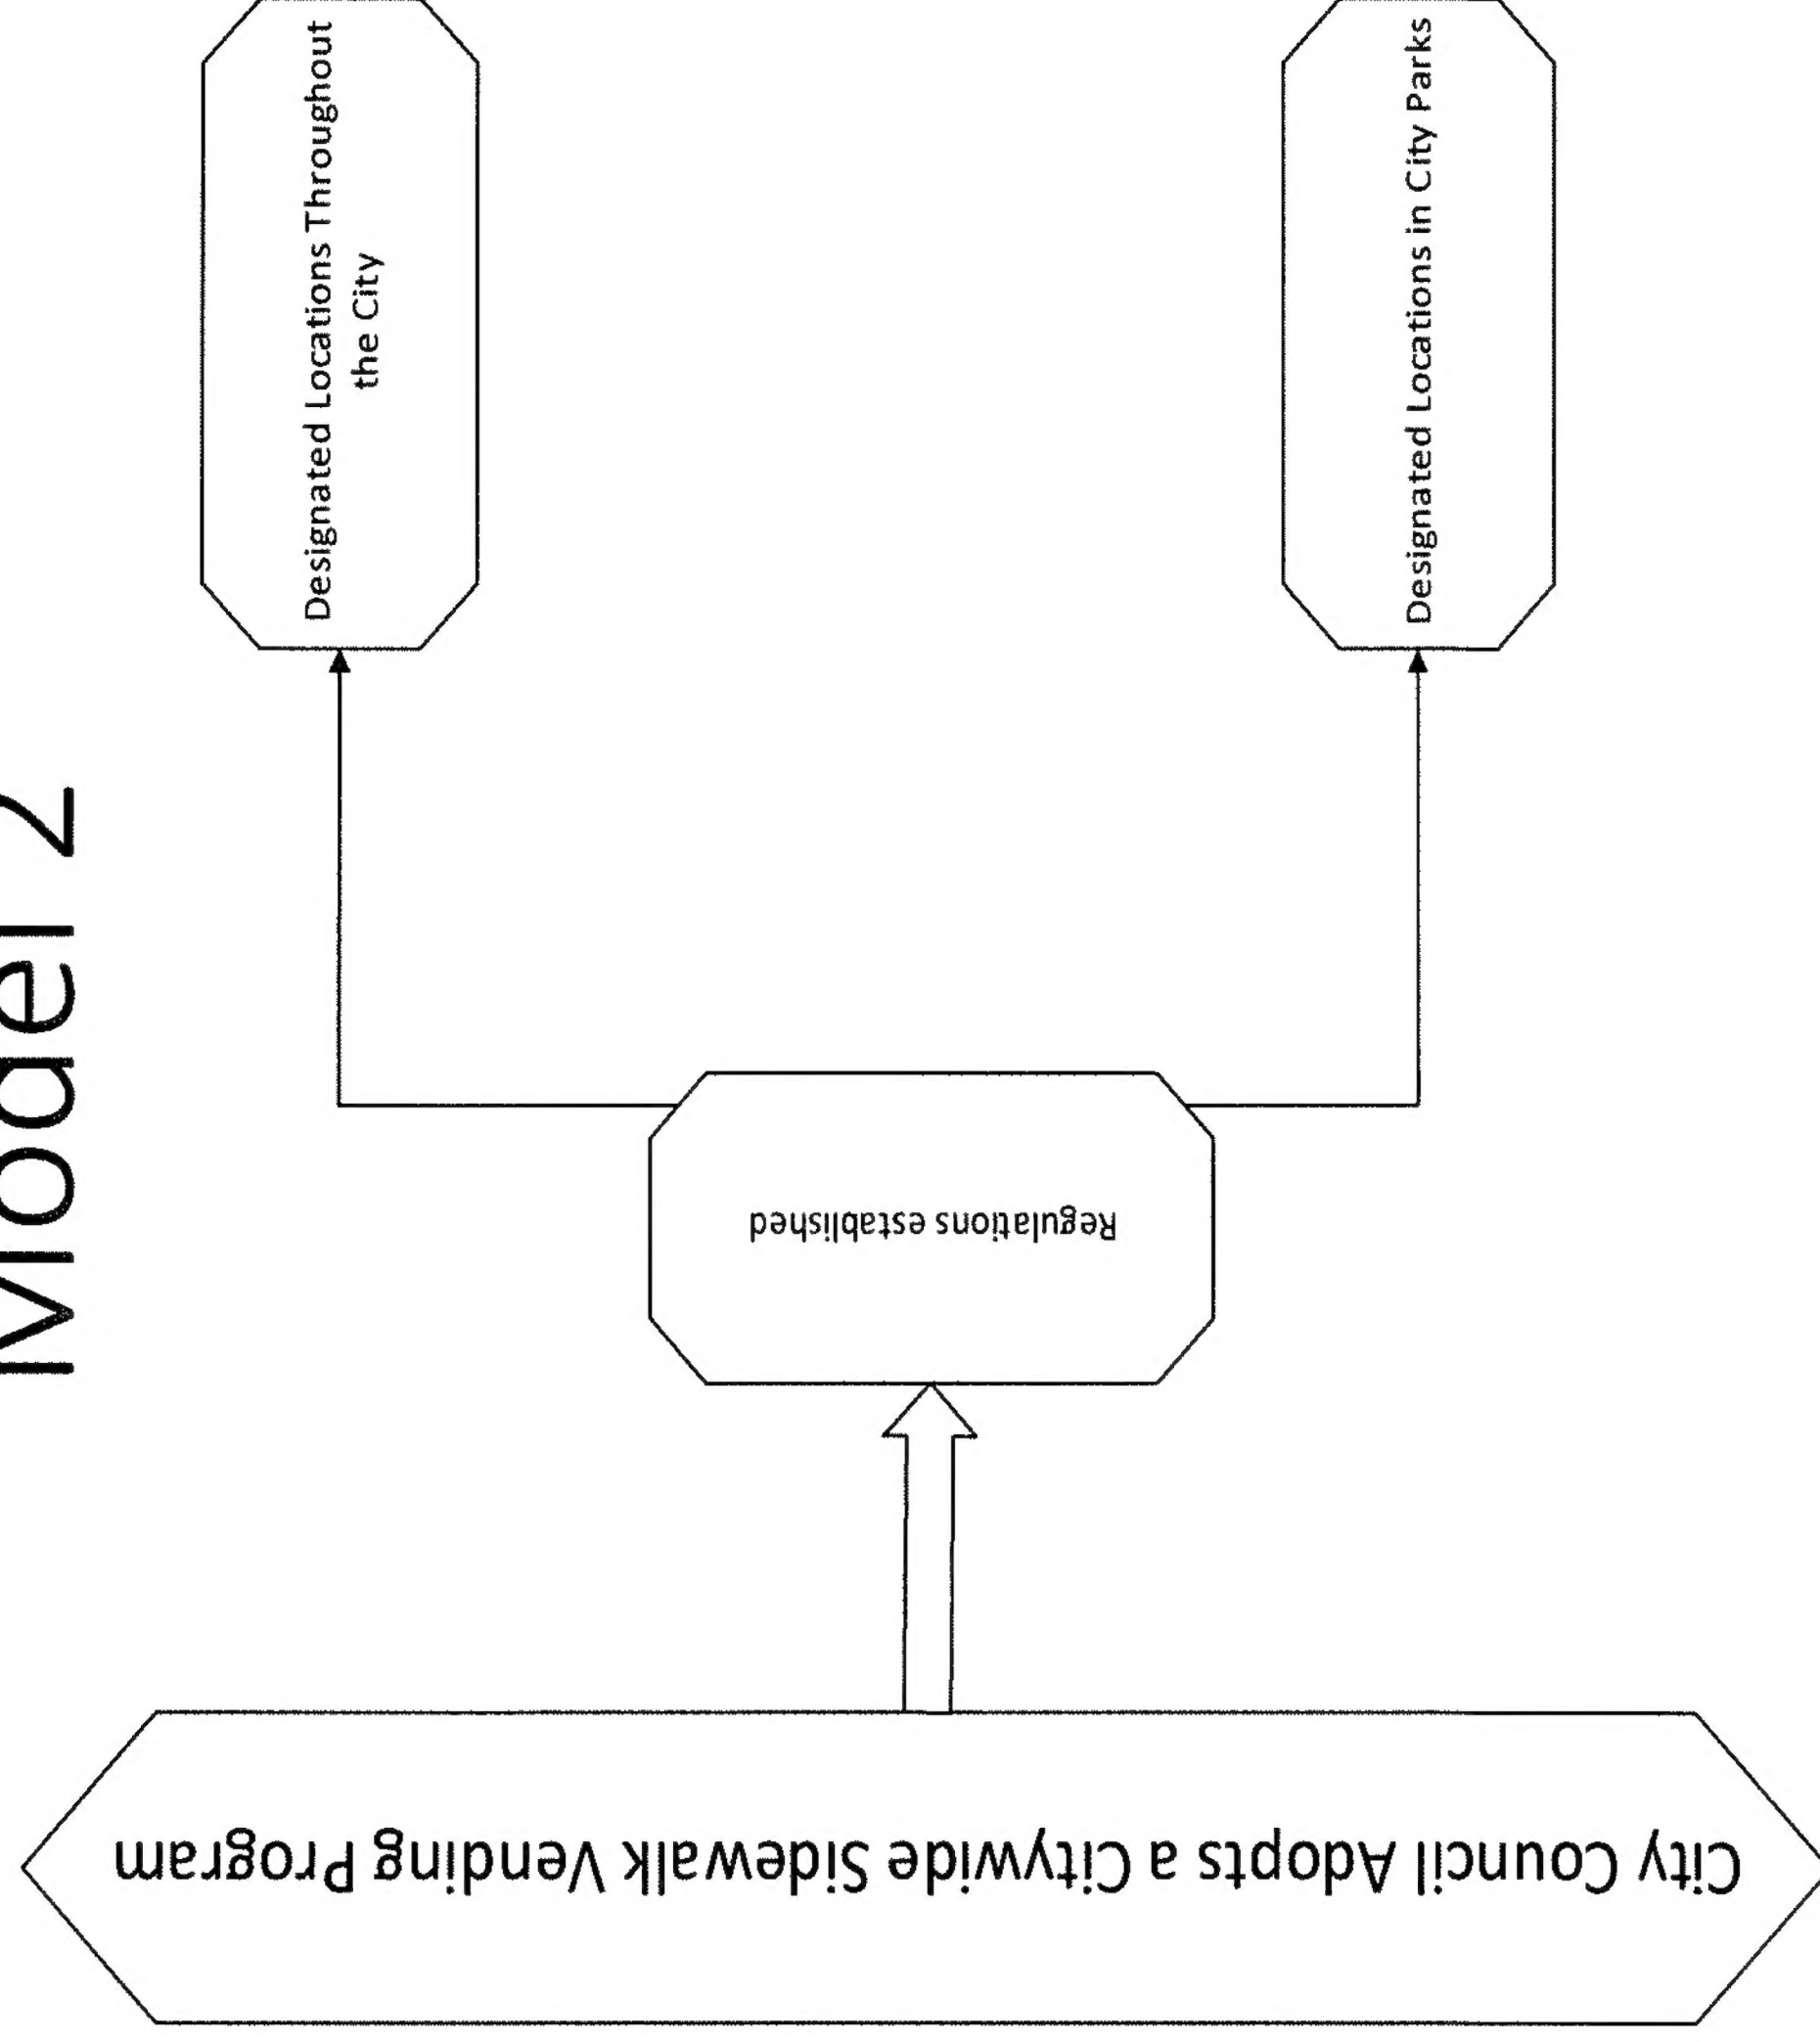 Model 2
City Council Adopts a Citywide Sidewalk Vending Program
Regulations established
Designated Locations Throughout
the City
Designated Locations in City Parks